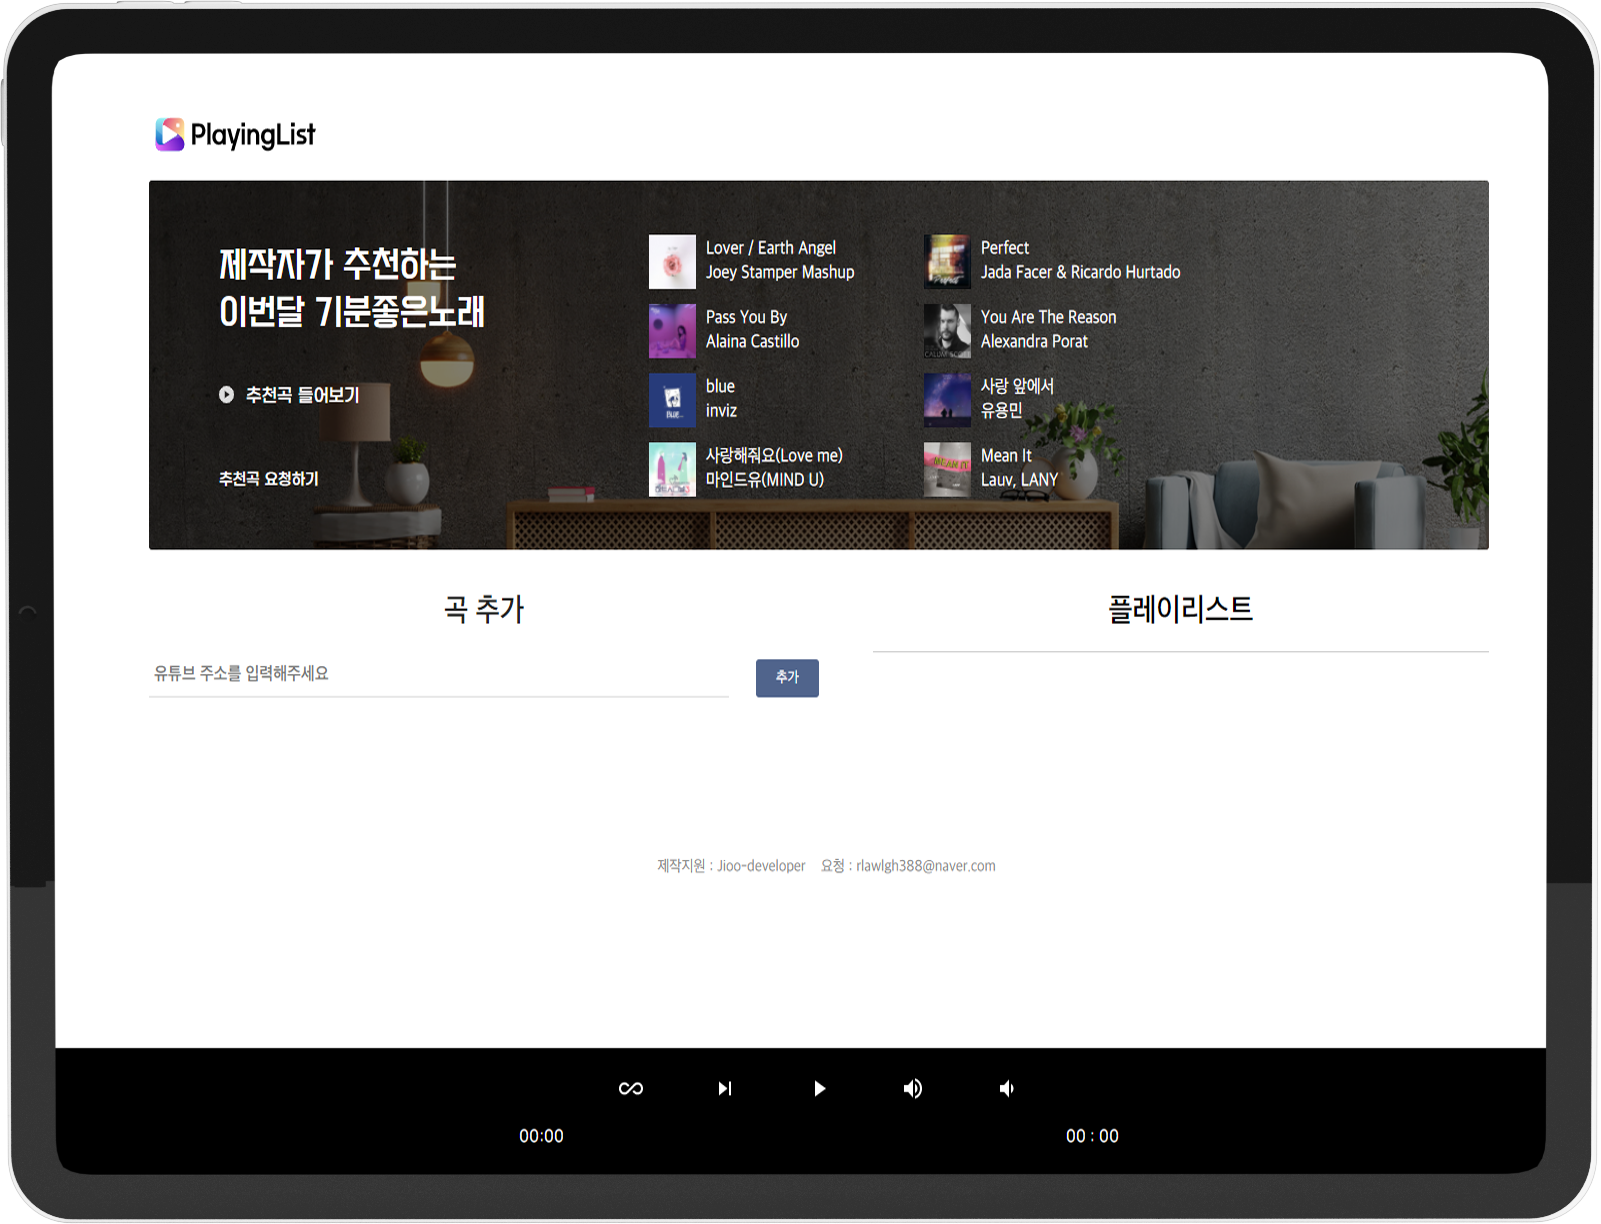 PlayingList
제작자가 추천하는
이번달 기분좋은노래
추천곡 들어보기
추천곡 요청하기
Lover / Earth Angel
Joey Stamper Mashup
Pass You By
Alaina Castillo
BLUE
blue
inviz
사랑해줘요(Love me)
마인드유(MIND U)
Perfect
Jada Facer & Ricardo Hurtado
CALUM SCOTT
You Are The Reason
Alexandra Porat
사랑 앞에서
유용민
MEAN IT
Mean It
Lauv, LANY
곡 추가
유튜브 주소를 입력해주세요
추가
플레이리스트
제작지원 : Jioo-developer 요청 : rlawlgh388@naver.com
00:00
00 : 00